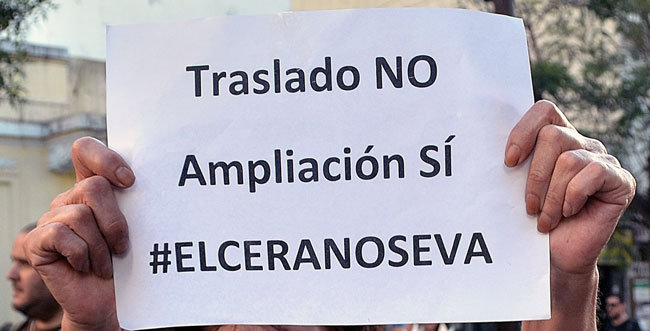 Traslado NO
Ampliación SÍ
#ELCERANOSEVA